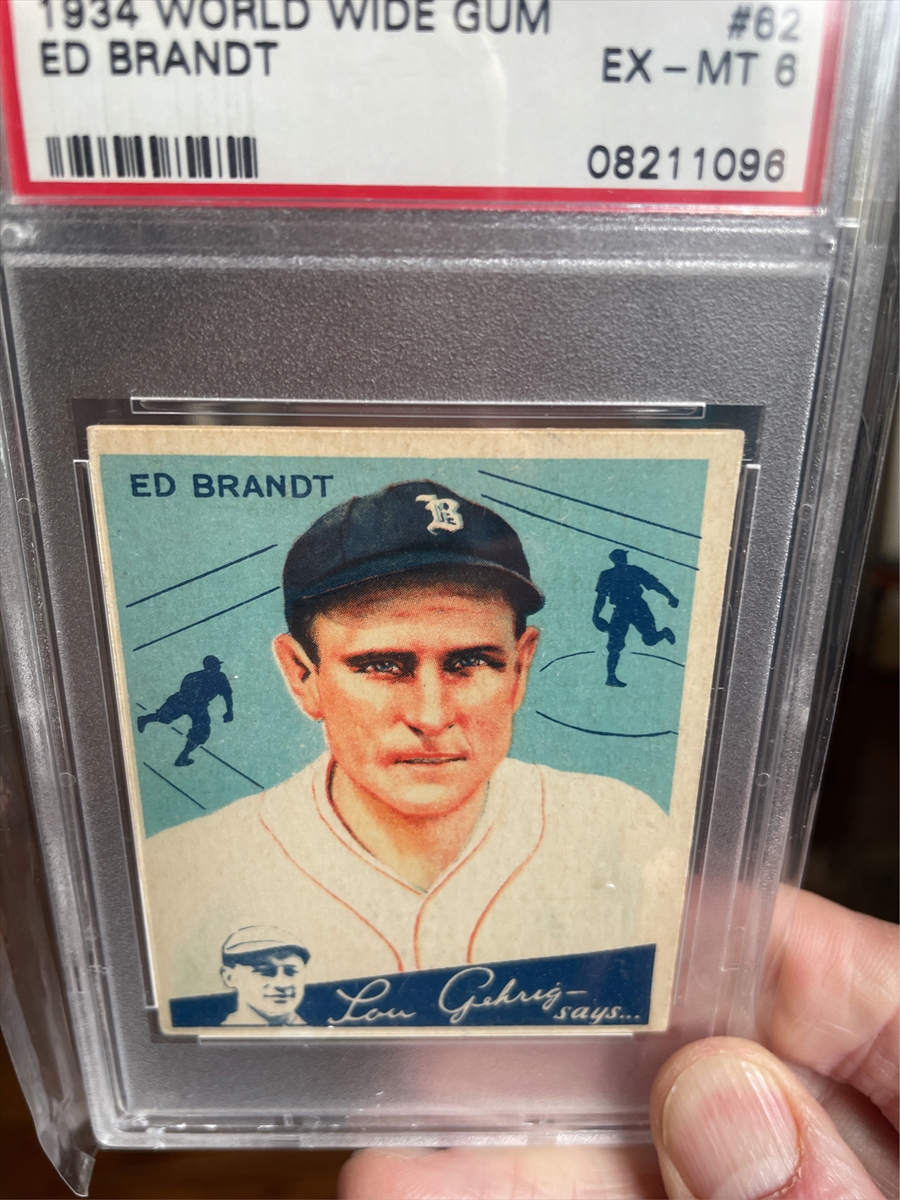 1934 WORLD WIDE GUM #62
ED BRANDT EX - MT 6
08211096
ED BRANDT
B
Lou Gehrig-
says...